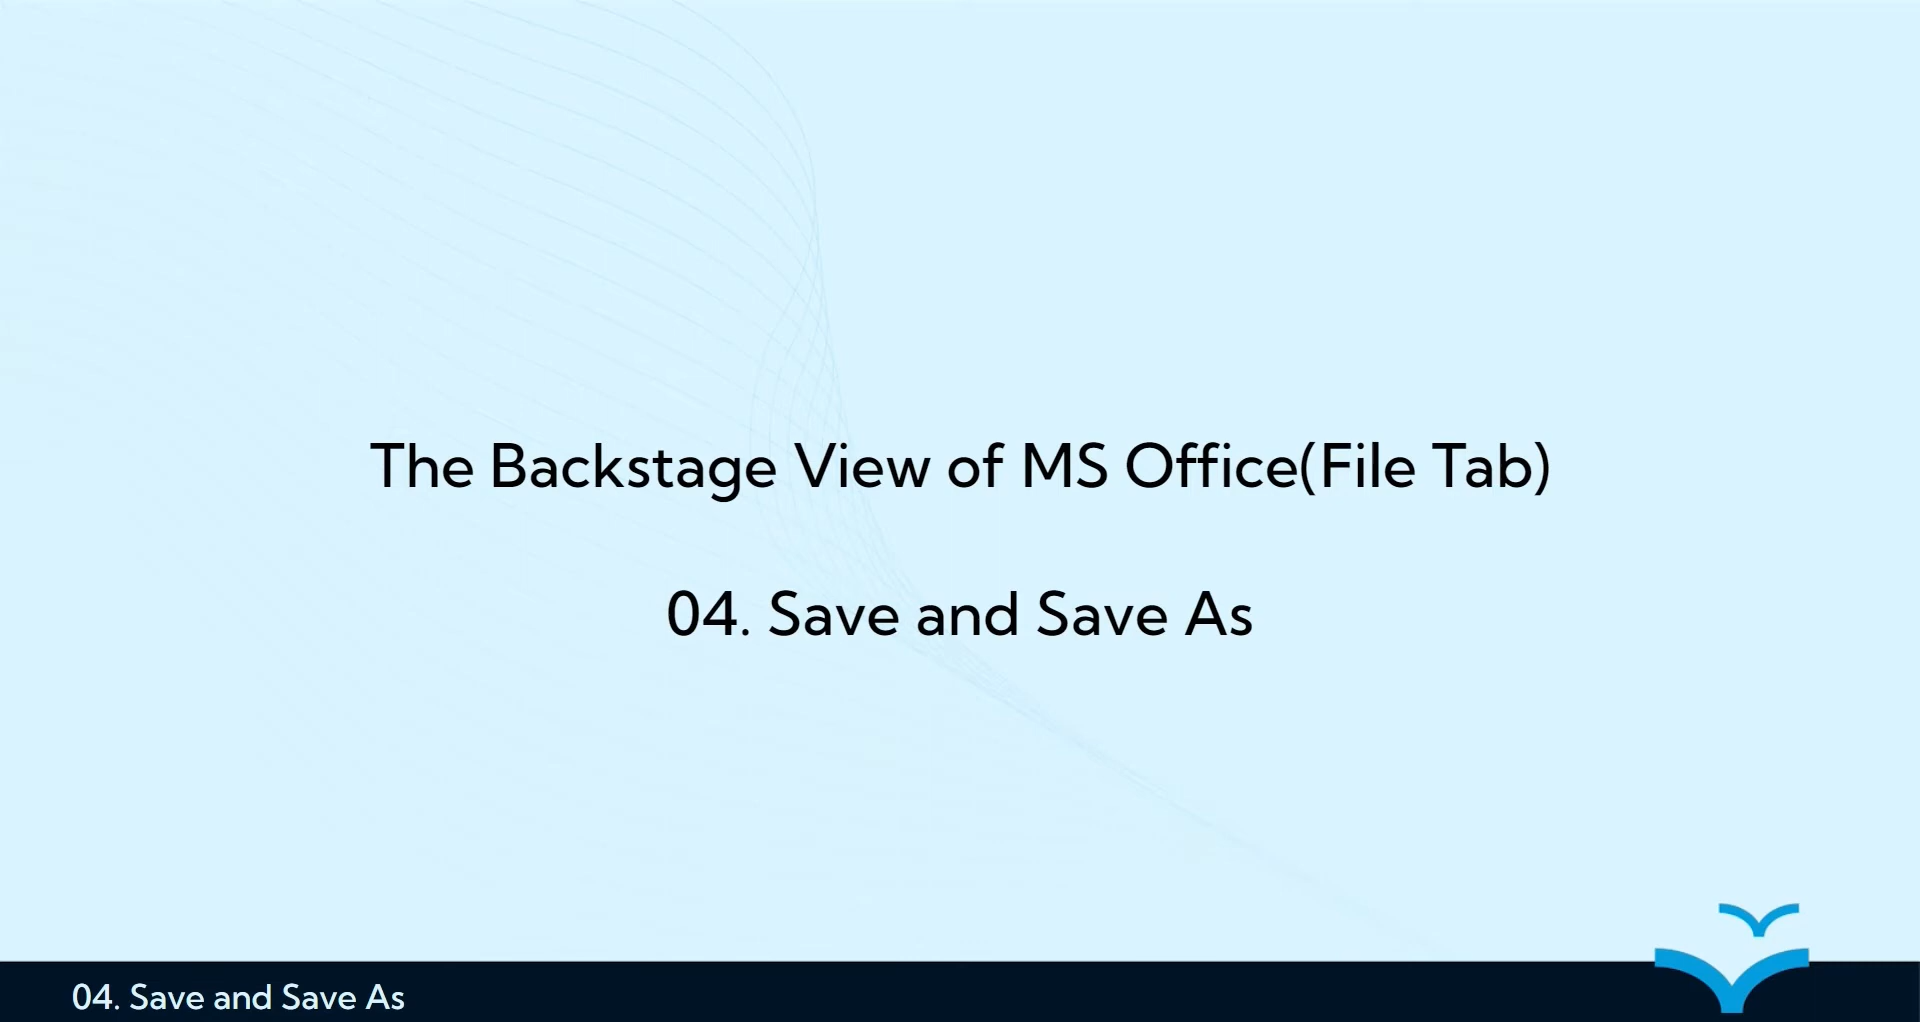 The Backstage View of MS Office(File Tab)
04. Save and Save As
04. Save and Save As